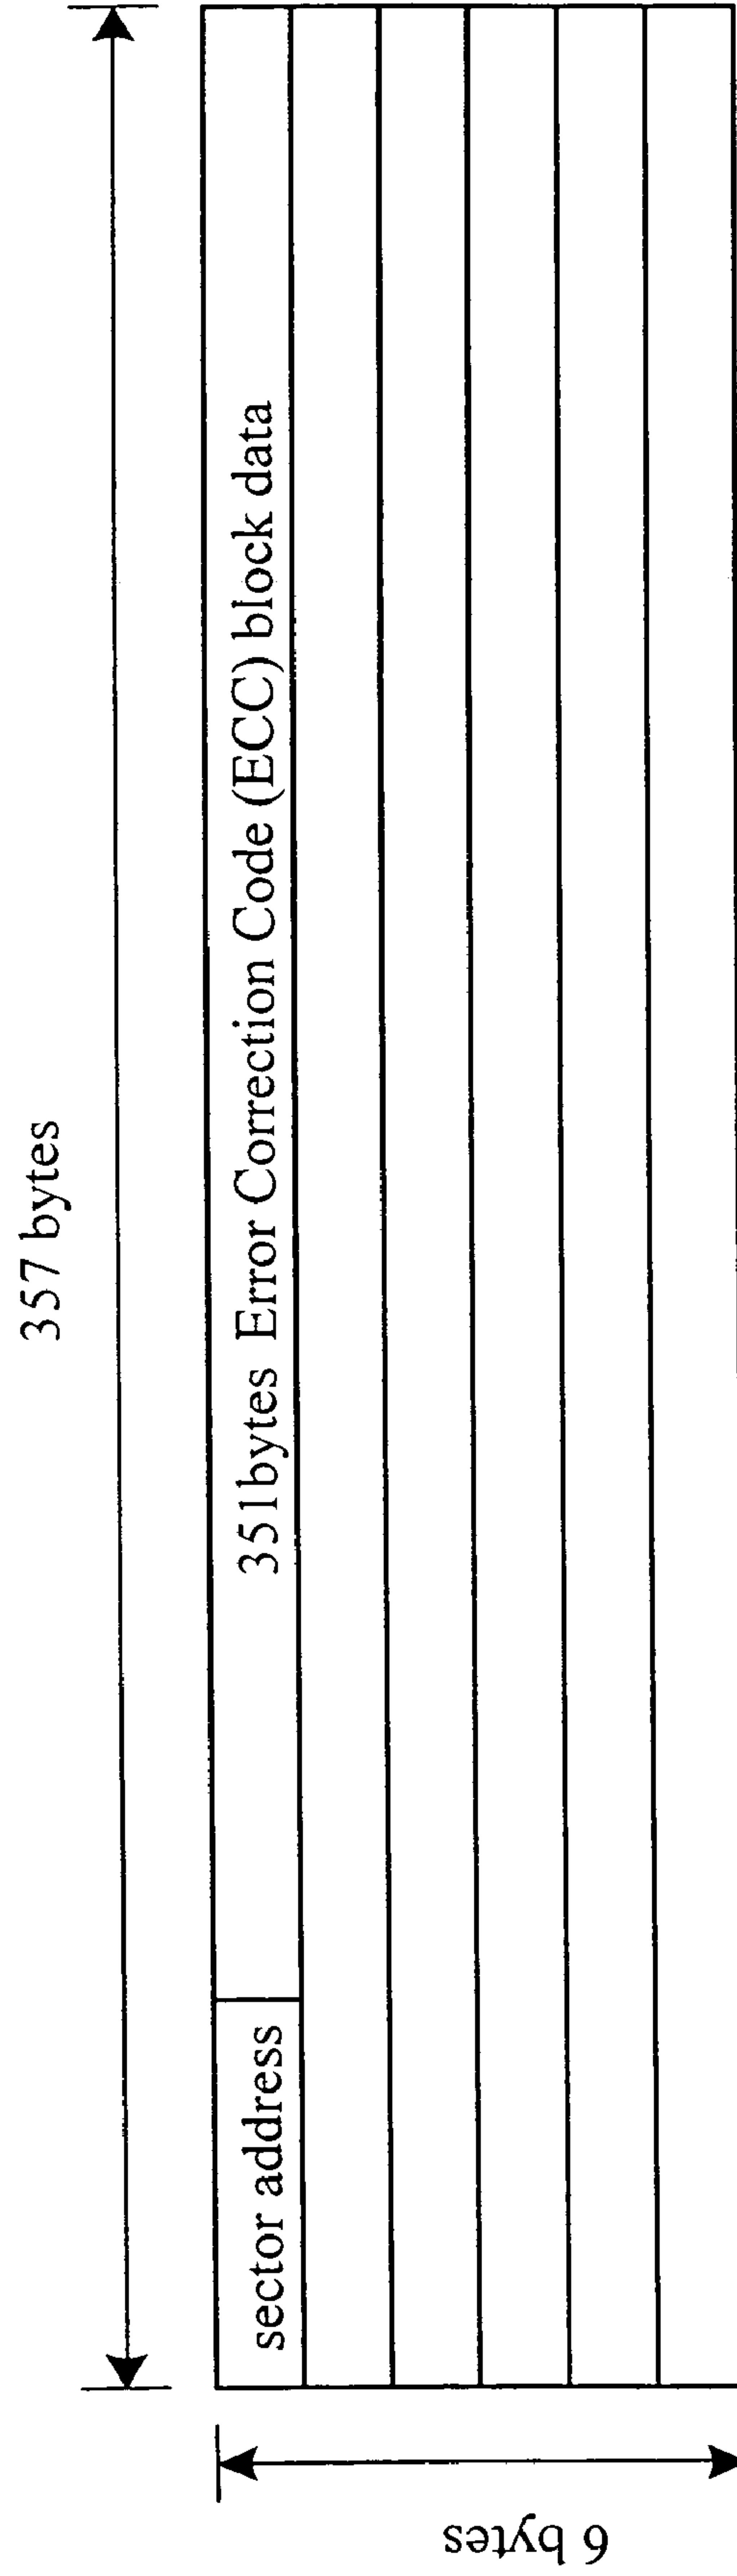 357 bytes
sector address
351bytes Error Correction Code (ECC) block data
6 bytes